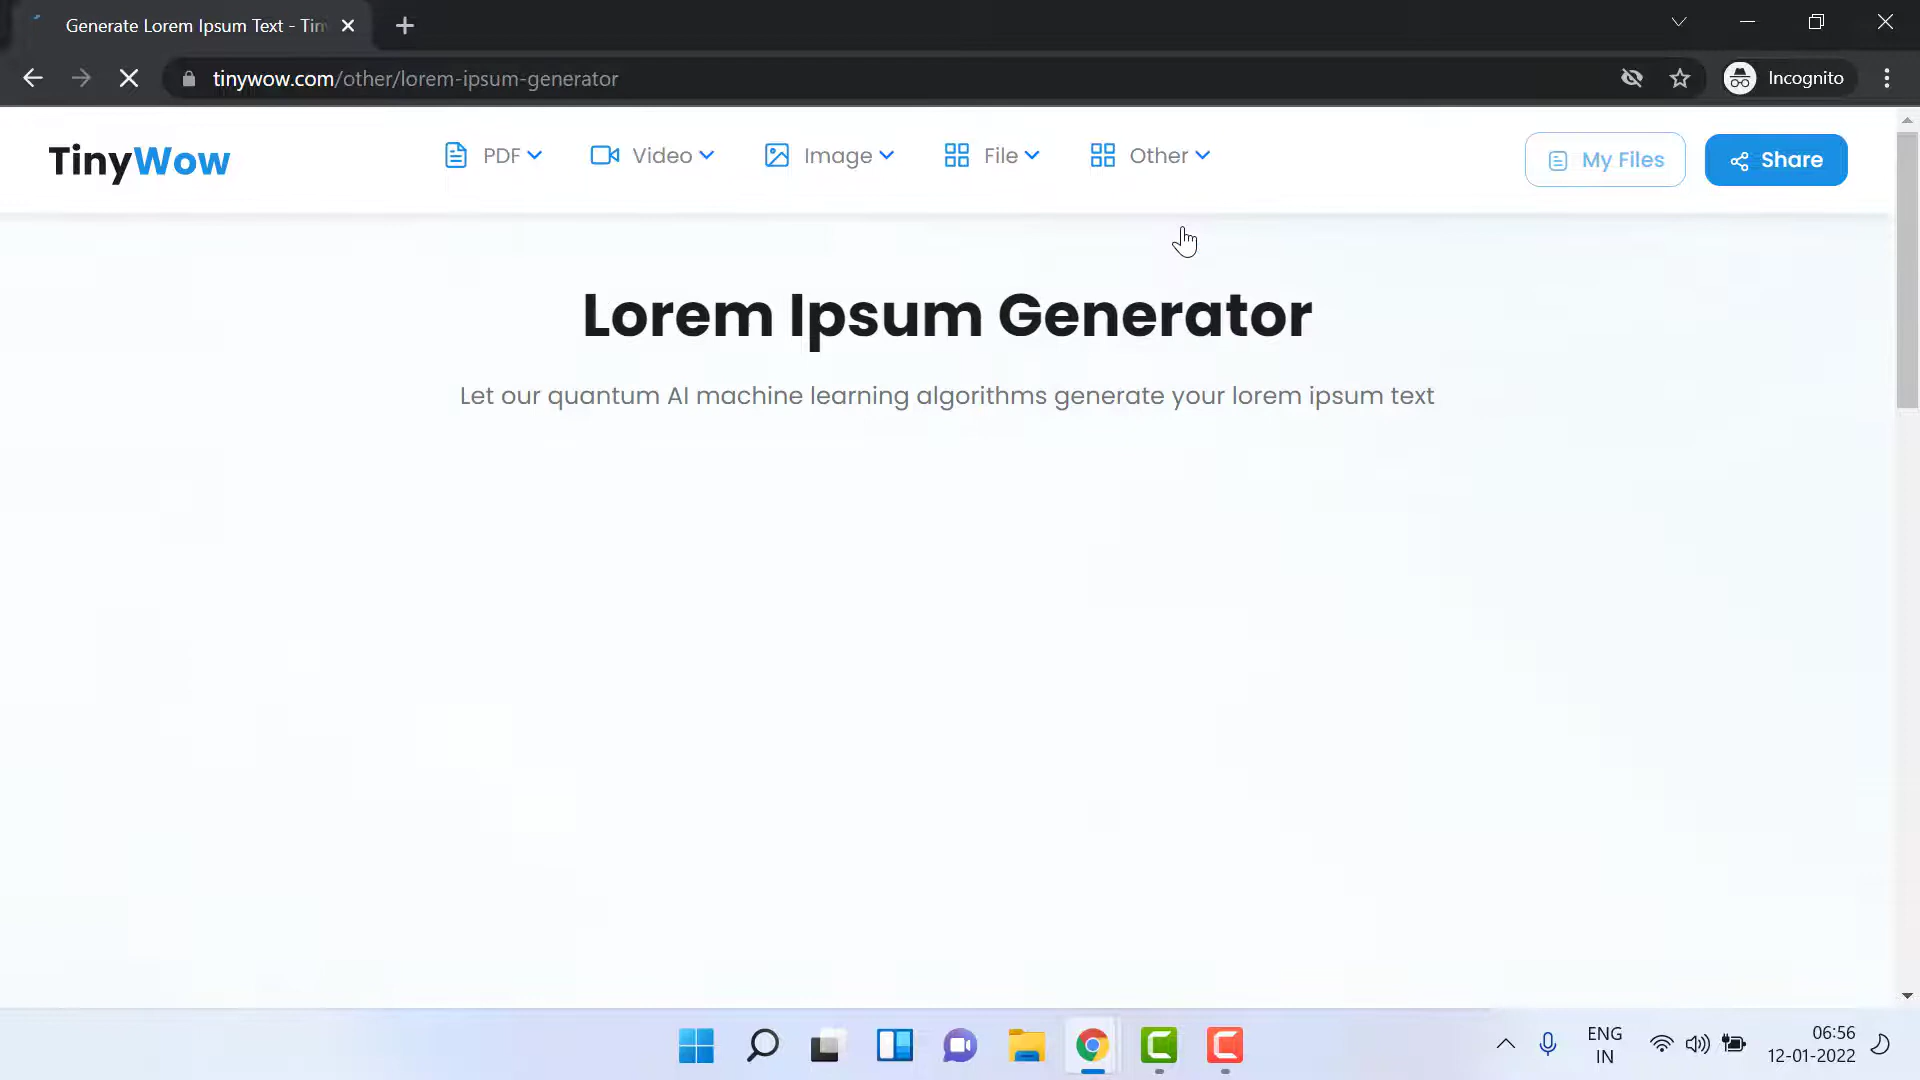 Generate Lorem Ipsum Text - Tin
tinywow.com/other/lorem-ipsum-generator
Incognito
TinyWow
PDF
Video
Image
File
Other
My Files
Share
Lorem Ipsum Generator
Let our quantum AI machine learning algorithms generate your lorem ipsum text
ENG
IN
06:56
12-01-2022